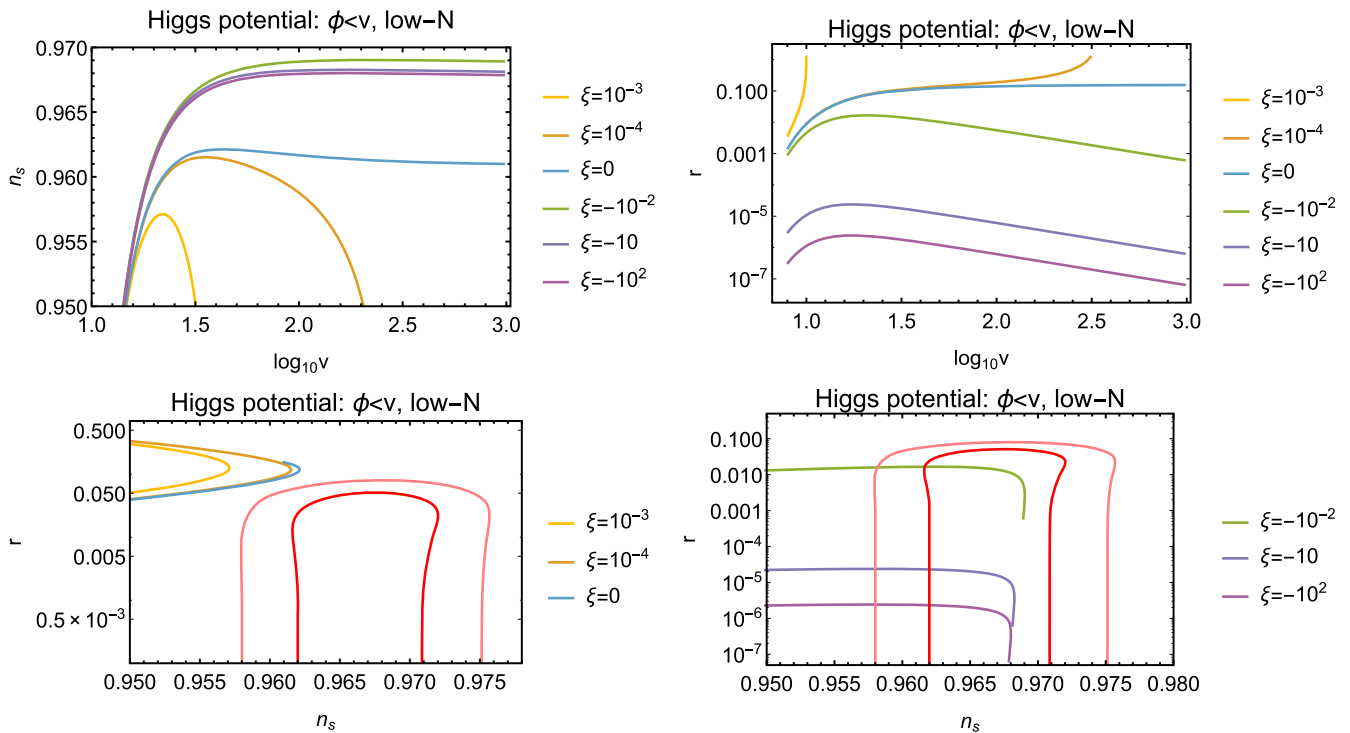 Higgs potential: ϕ<v, low−N
0.970
0.965
0.960
0.955
0.950
n_s
1.0 1.5 2.0 2.5 3.0
log₁₀v
ξ=10⁻³
ξ=10⁻⁴
ξ=0
ξ=−10⁻²
ξ=−10
ξ=−10²
Higgs potential: ϕ<v, low−N
0.100
0.001
10⁻⁵
10⁻⁷
r
1.0 1.5 2.0 2.5 3.0
log₁₀v
ξ=10⁻³
ξ=10⁻⁴
ξ=0
ξ=−10⁻²
ξ=−10
ξ=−10²
Higgs potential: ϕ<v, low−N
0.500
0.050
0.005
0.5 × 10⁻³
r
0.950 0.955 0.960 0.965 0.970 0.975
n_s
ξ=10⁻³
ξ=10⁻⁴
ξ=0
Higgs potential: ϕ<v, low−N
0.100
0.010
0.001
10⁻⁴
10⁻⁵
10⁻⁶
10⁻⁷
r
0.950 0.955 0.960 0.965 0.970 0.975 0.980
n_s
ξ=−10⁻²
ξ=−10
ξ=−10²